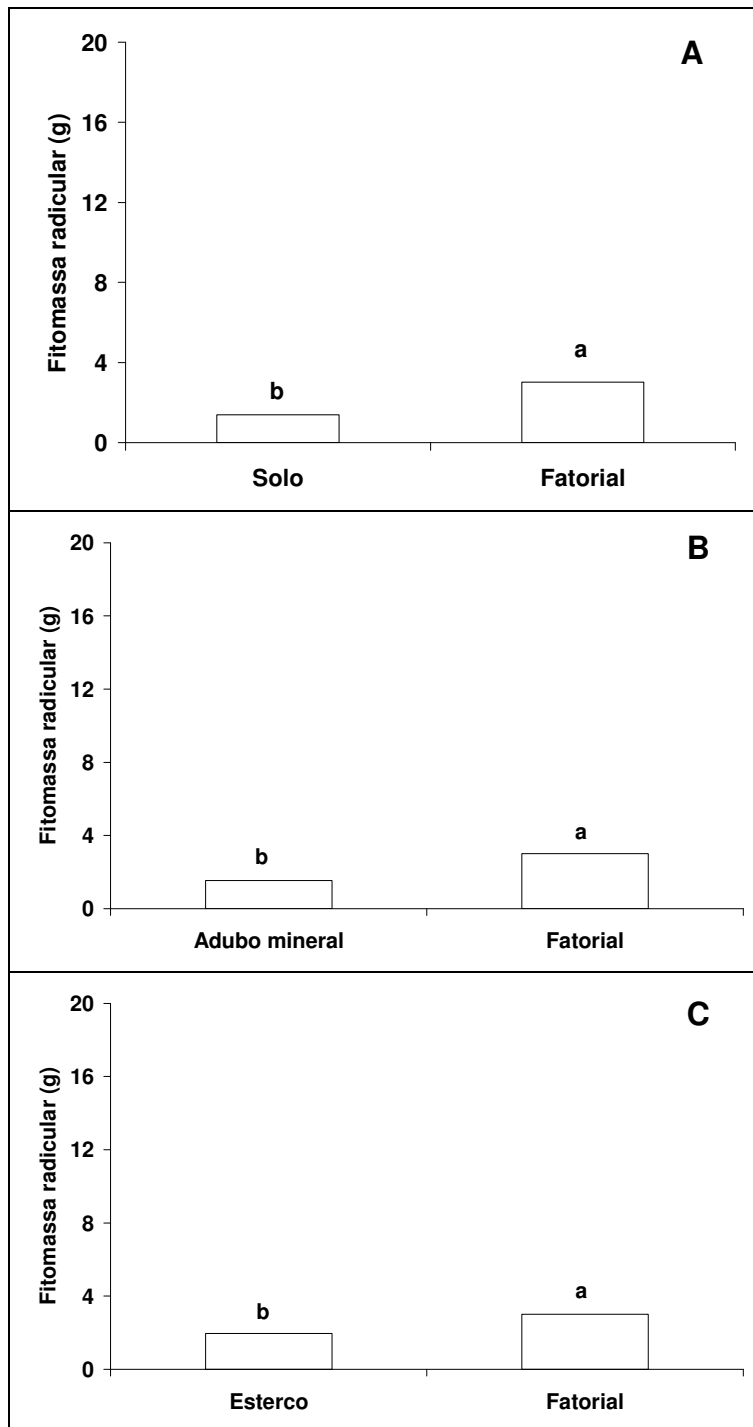 A
Fitomassa radicular (g)
20
16
12
8
4
0
b
a
Solo
Fatorial
B
Fitomassa radicular (g)
20
16
12
8
4
0
b
a
Adubo mineral
Fatorial
C
Fitomassa radicular (g)
20
16
12
8
4
0
b
a
Esterco
Fatorial